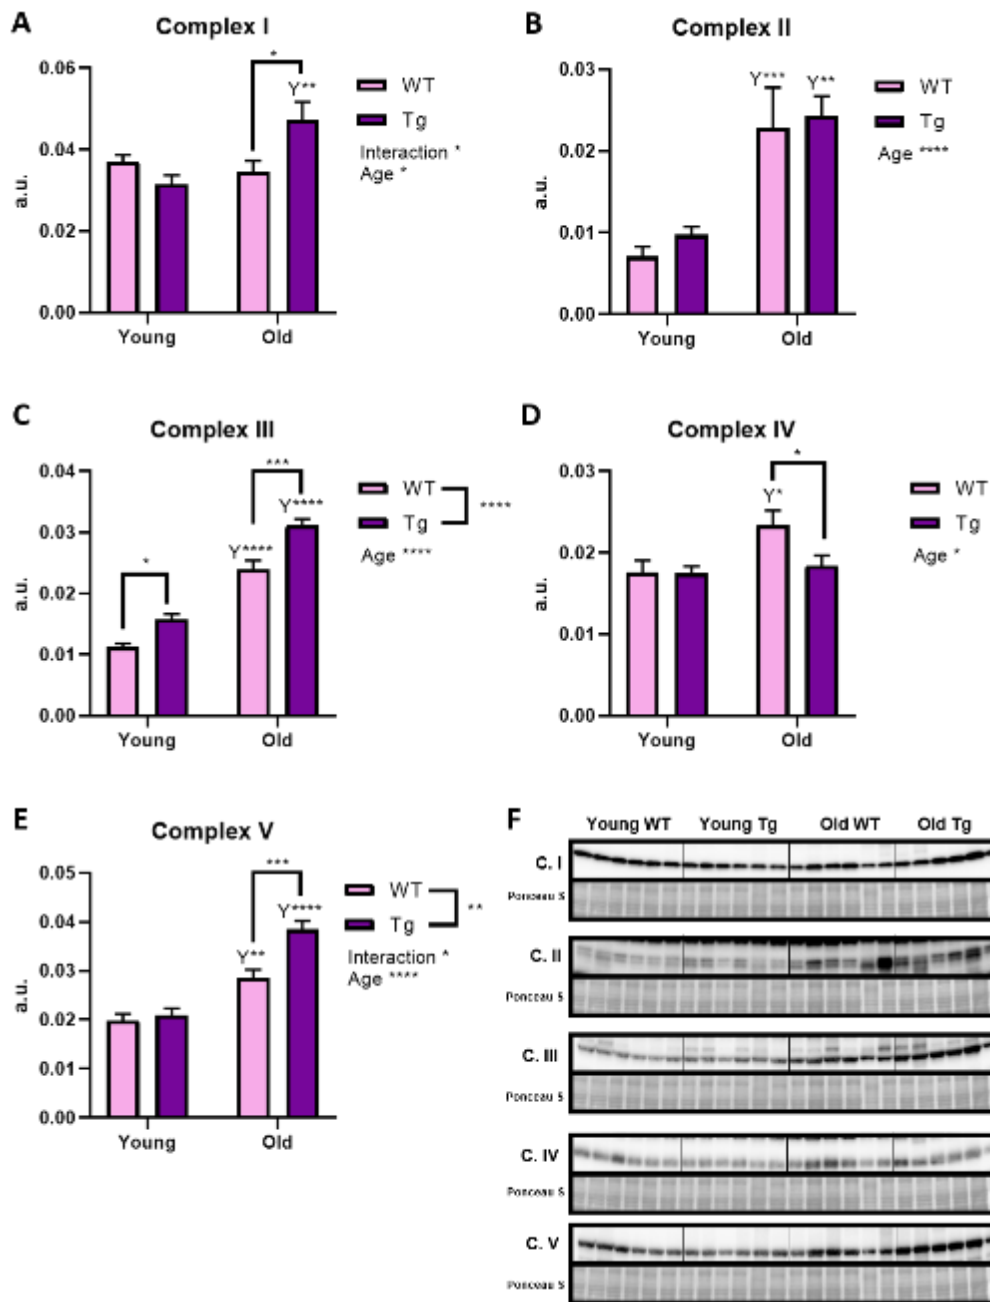 A
Complex I
0.06
0.04
0.02
0.00
a.u.
*
Y**
WT
Tg
Interaction *
Age *
Young
Old
B
Complex II
0.03
0.02
0.01
0.00
a.u.
Y***
Y**
WT
Tg
Age ****
Young
Old
C
Complex III
0.04
0.03
0.02
0.01
0.00
a.u.
*
***
Y****
Y****
WT
Tg
****
Age ****
Young
Old
D
Complex IV
0.03
0.02
0.01
0.00
a.u.
*
Y*
WT
Tg
Age *
Young
Old
E
Complex V
0.05
0.04
0.03
0.02
0.01
0.00
a.u.
***
Y**
Y****
WT
Tg
**
Interaction *
Age ****
Young
Old
F
Young WT Young Tg Old WT Old Tg
C. I
Ponceau S
C. II
Ponceau S
C. III
Ponceau S
C. IV
Ponceau S
C. V
Ponceau S